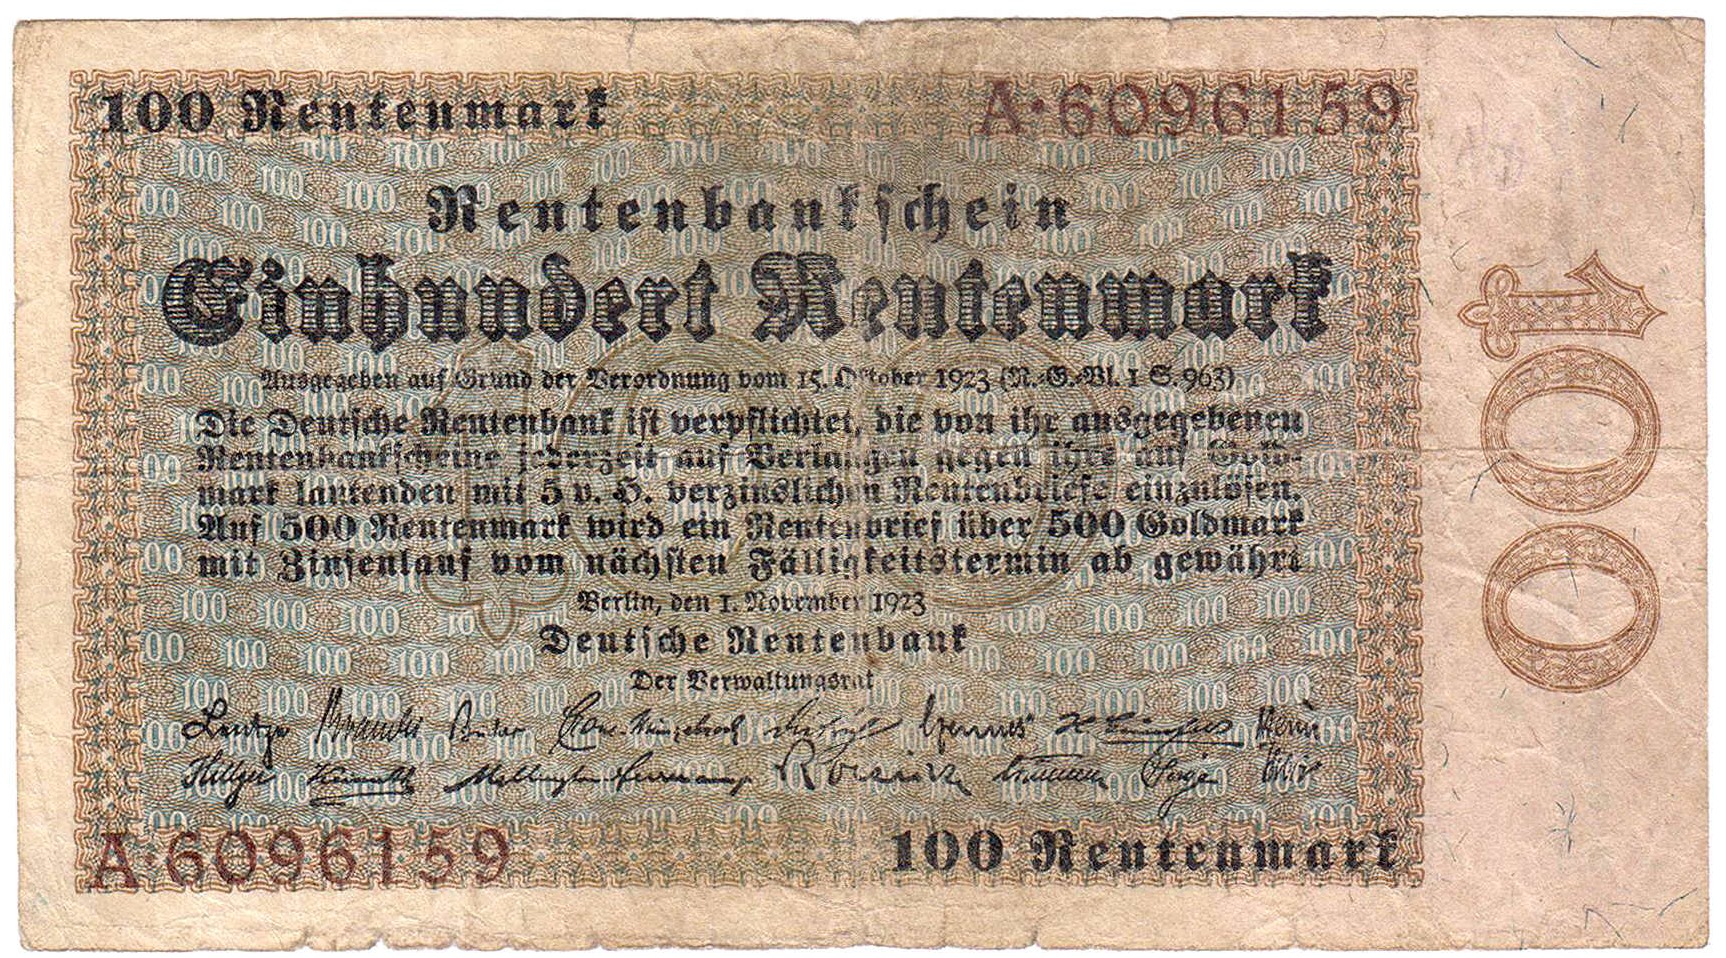 100 Rentenmark A·6096159
Rentenbankschein
Einhundert Rentenmark
Ausgegeben auf Grund der Verordnung vom 15. Oktober 1923 (R.-G.-Bl. I S. 963)
Die Deutsche Rentenbank ist verpflichtet, die von ihr ausgegebenen
Rentenbankscheine jederzeit auf Verlangen gegen ihre auf Gold-
mark lautenden mit 5 v. H. verzinslichen Rentenbriefe einzulösen.
Auf 500 Rentenmark wird ein Rentenbrief über 500 Goldmark
mit Zinsenlauf vom nächsten Fälligkeitstermin ab gewährt
Berlin, den 1. November 1923
Deutsche Rentenbank
Der Verwaltungsrat
Lentze
Hillger
A·6096159 100 Rentenmark
100